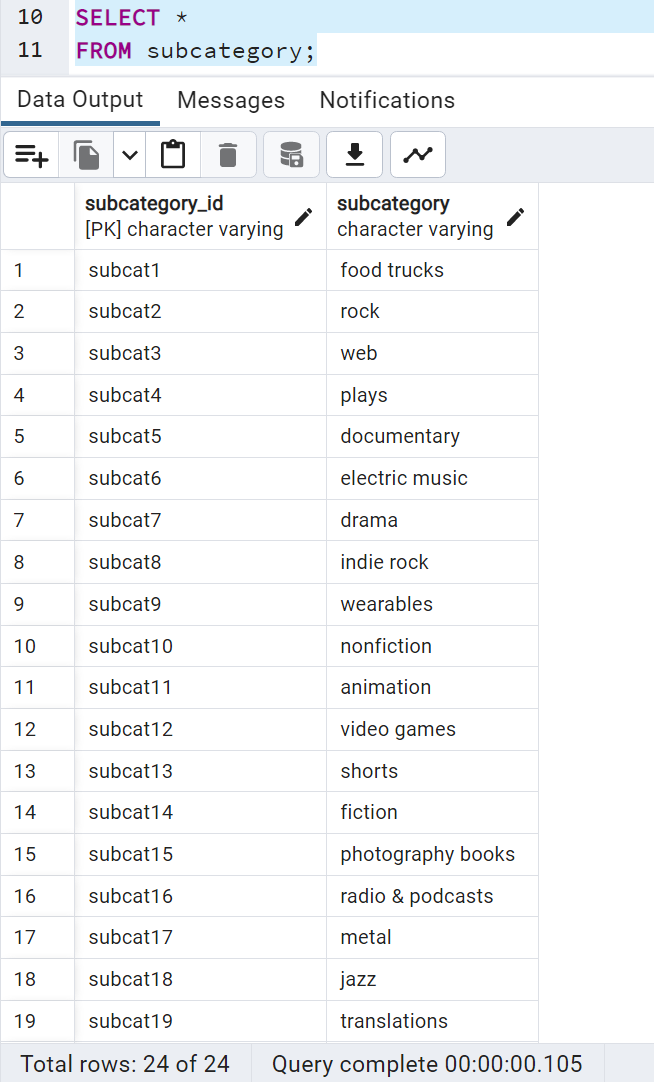 10 SELECT *
11 FROM subcategory;
Data Output Messages Notifications
subcategory_id subcategory
[PK] character varying character varying
1 subcat1 food trucks
2 subcat2 rock
3 subcat3 web
4 subcat4 plays
5 subcat5 documentary
6 subcat6 electric music
7 subcat7 drama
8 subcat8 indie rock
9 subcat9 wearables
10 subcat10 nonfiction
11 subcat11 animation
12 subcat12 video games
13 subcat13 shorts
14 subcat14 fiction
15 subcat15 photography books
16 subcat16 radio & podcasts
17 subcat17 metal
18 subcat18 jazz
19 subcat19 translations
Total rows: 24 of 24 Query complete 00:00:00.105